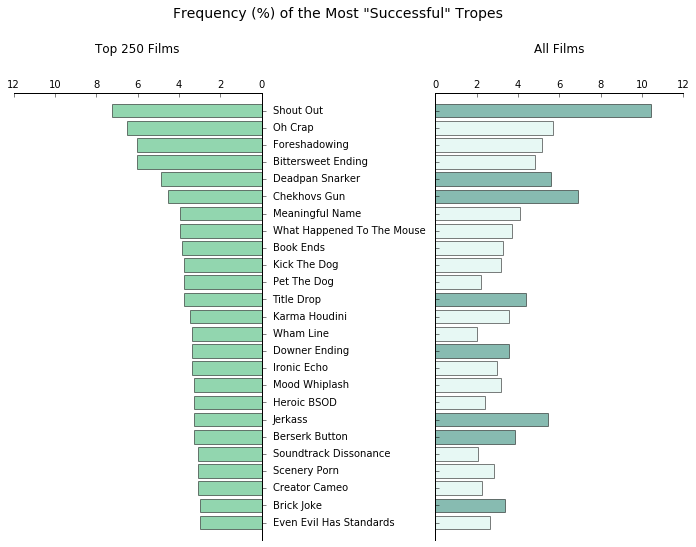 Frequency (%) of the Most "Successful" Tropes
Top 250 Films
All Films
12 10 8 6 4 2 0
0 2 4 6 8 10 12
Shout Out
Oh Crap
Foreshadowing
Bittersweet Ending
Deadpan Snarker
Chekhovs Gun
Meaningful Name
What Happened To The Mouse
Book Ends
Kick The Dog
Pet The Dog
Title Drop
Karma Houdini
Wham Line
Downer Ending
Ironic Echo
Mood Whiplash
Heroic BSOD
Jerkass
Berserk Button
Soundtrack Dissonance
Scenery Porn
Creator Cameo
Brick Joke
Even Evil Has Standards